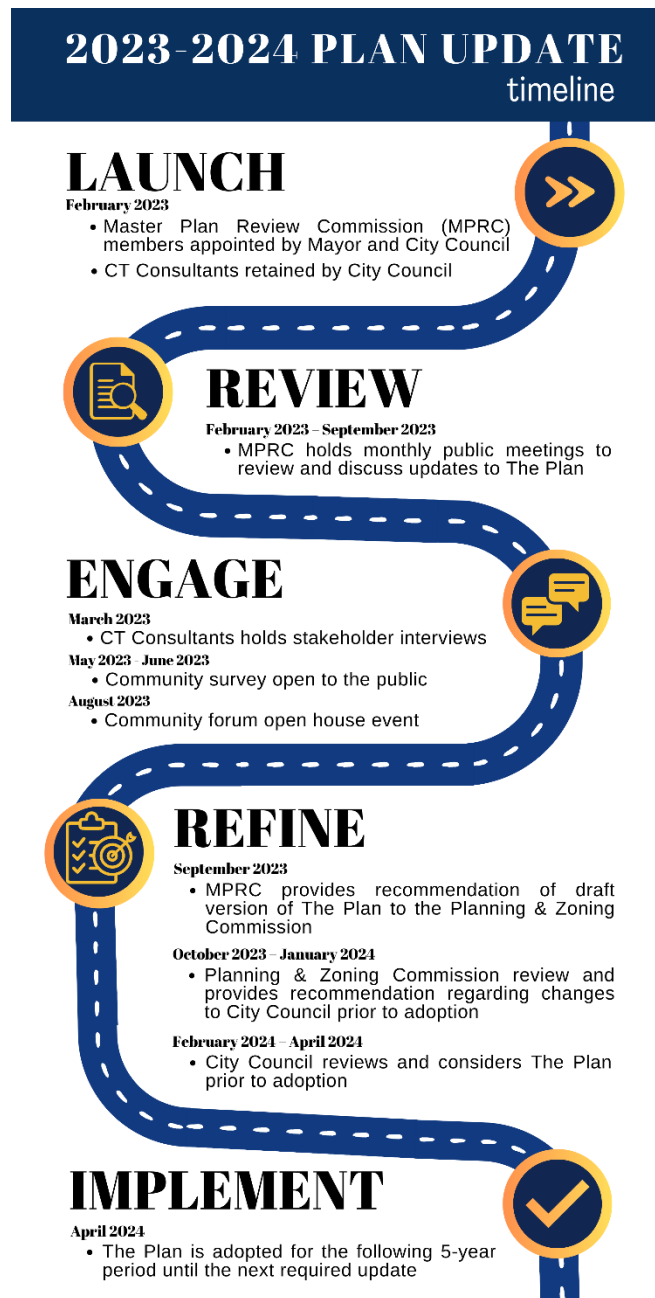 2023-2024 PLAN UPDATE
timeline
LAUNCH
February 2023
• Master Plan Review Commission (MPRC)
members appointed by Mayor and City Council
• CT Consultants retained by City Council
REVIEW
February 2023 – September 2023
• MPRC holds monthly public meetings to
review and discuss updates to The Plan
ENGAGE
March 2023
• CT Consultants holds stakeholder interviews
May 2023 - June 2023
• Community survey open to the public
August 2023
• Community forum open house event
REFINE
September 2023
• MPRC provides recommendation of draft
version of The Plan to the Planning & Zoning
Commission
October 2023 – January 2024
• Planning & Zoning Commission review and
provides recommendation regarding changes
to City Council prior to adoption
February 2024 – April 2024
• City Council reviews and considers The Plan
prior to adoption
IMPLEMENT
April 2024
• The Plan is adopted for the following 5-year
period until the next required update